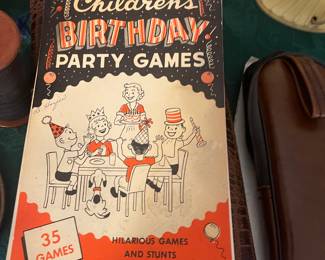 Children's
BIRTHDAY
PARTY GAMES
35
GAMES
HILARIOUS GAMES
AND STUNTS